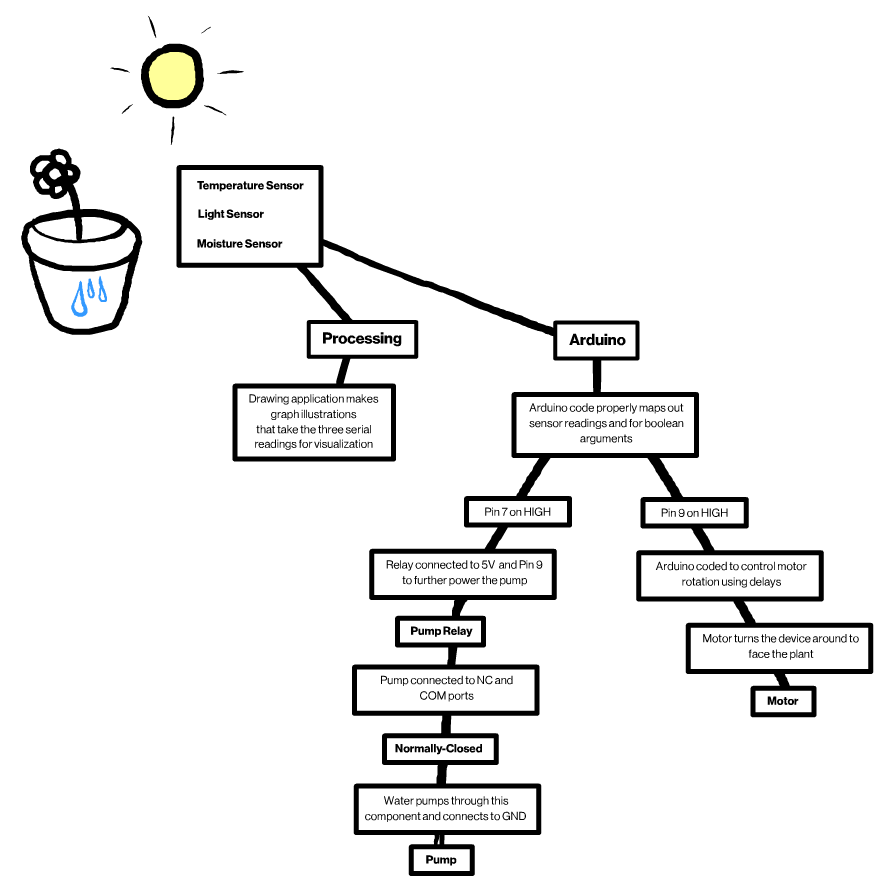 Temperature Sensor
Light Sensor
Moisture Sensor
Processing
Arduino
Drawing application makes
graph illustrations
that take the three serial
readings for visualization
Arduino code properly maps out
sensor readings and for boolean
arguments
Pin 7 on HIGH
Pin 9 on HIGH
Relay connected to 5V and Pin 9
to further power the pump
Arduino coded to control motor
rotation using delays
Pump Relay
Motor turns the device around to
face the plant
Pump connected to NC and
COM ports
Motor
Normally-Closed
Water pumps through this
component and connects to GND
Pump